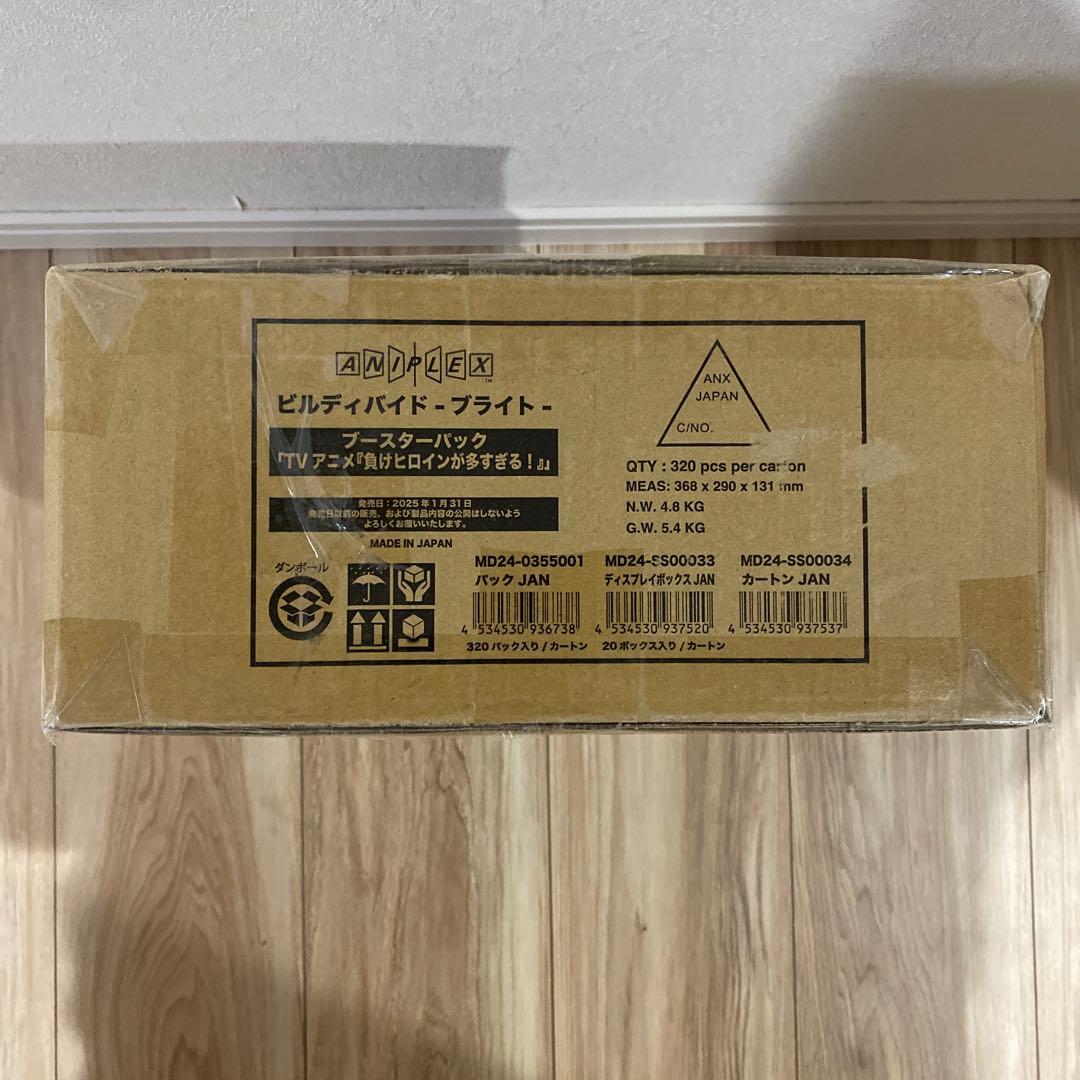 ANIPLEX™
ビルディバイド - ブライト -
ブースターパック
「TV アニメ『負けヒロインが多すぎる！』」
発売日：2025年1月31日
発売日以前の販売、および製品内容の公開はしないよう
よろしくお願いいたします。
MADE IN JAPAN
ダンボール
ANX
JAPAN
C/NO.
QTY : 320 pcs per carton
MEAS: 368 x 290 x 131 mm
N.W. 4.8 KG
G.W. 5.4 KG
MD24-0355001
パック JAN
4 534530 936738
320 パック入り / カートン
MD24-SS00033
ディスプレイボックス JAN
4 534530 937520
20 ボックス入り / カートン
MD24-SS00034
カートン JAN
4 534530 937537